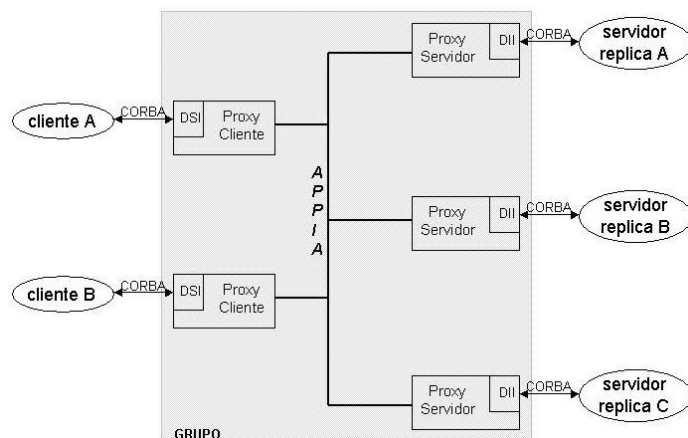 Proxy
Servidor
DII
CORBA
servidor
replica A
cliente A
CORBA
DSI
Proxy
Cliente
A
P
P
I
A
Proxy
Servidor
DII
CORBA
servidor
replica B
cliente B
CORBA
DSI
Proxy
Cliente
Proxy
Servidor
DII
CORBA
servidor
replica C
GRUPO